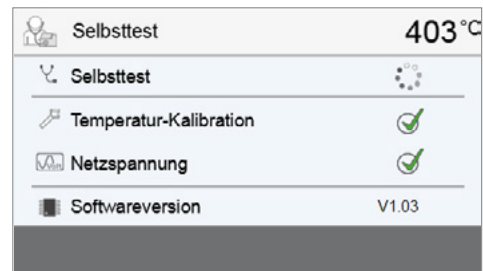 Selbsttest 403 °C
Selbsttest
Temperatur-Kalibration
Netzspannung
Softwareversion V1.03